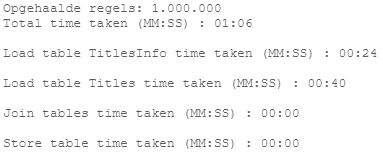 Opgehaalde regels: 1.000.000
Total time taken (MM:SS) : 01:06
Load table TitlesInfo time taken (MM:SS) : 00:24
Load table Titles time taken (MM:SS) : 00:40
Join tables time taken (MM:SS) : 00:00
Store table time taken (MM:SS) : 00:00